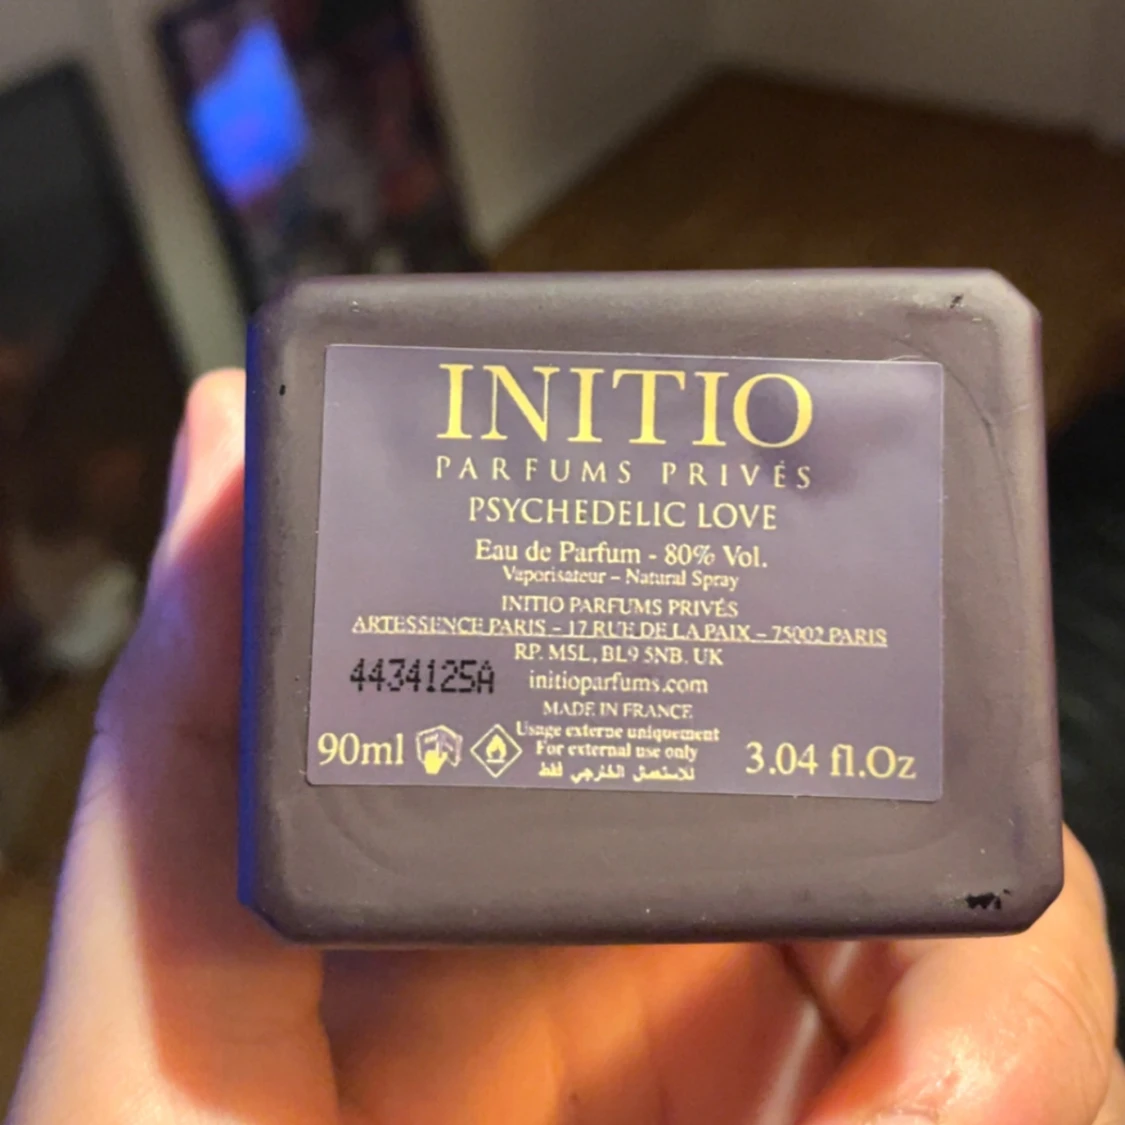 INITIO
PARFUMS PRIVÉS
PSYCHEDELIC LOVE
Eau de Parfum - 80% Vol.
Vaporisateur – Natural Spray
INITIO PARFUMS PRIVÉS
ARTESSENCE PARIS – 17 RUE DE LA PAIX – 75002 PARIS
RP. MSL, BL9 5NB. UK
4434125A
initioparfums.com
MADE IN FRANCE
Usage externe uniquement
For external use only
للاستعمال الخارجي فقط
90ml
3.04 fl.Oz